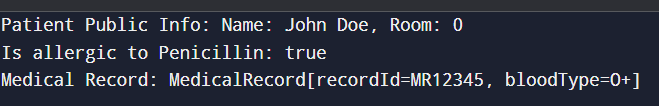 Patient Public Info: Name: John Doe, Room: 0
Is allergic to Penicillin: true
Medical Record: MedicalRecord[recordId=MR12345, bloodType=O+]